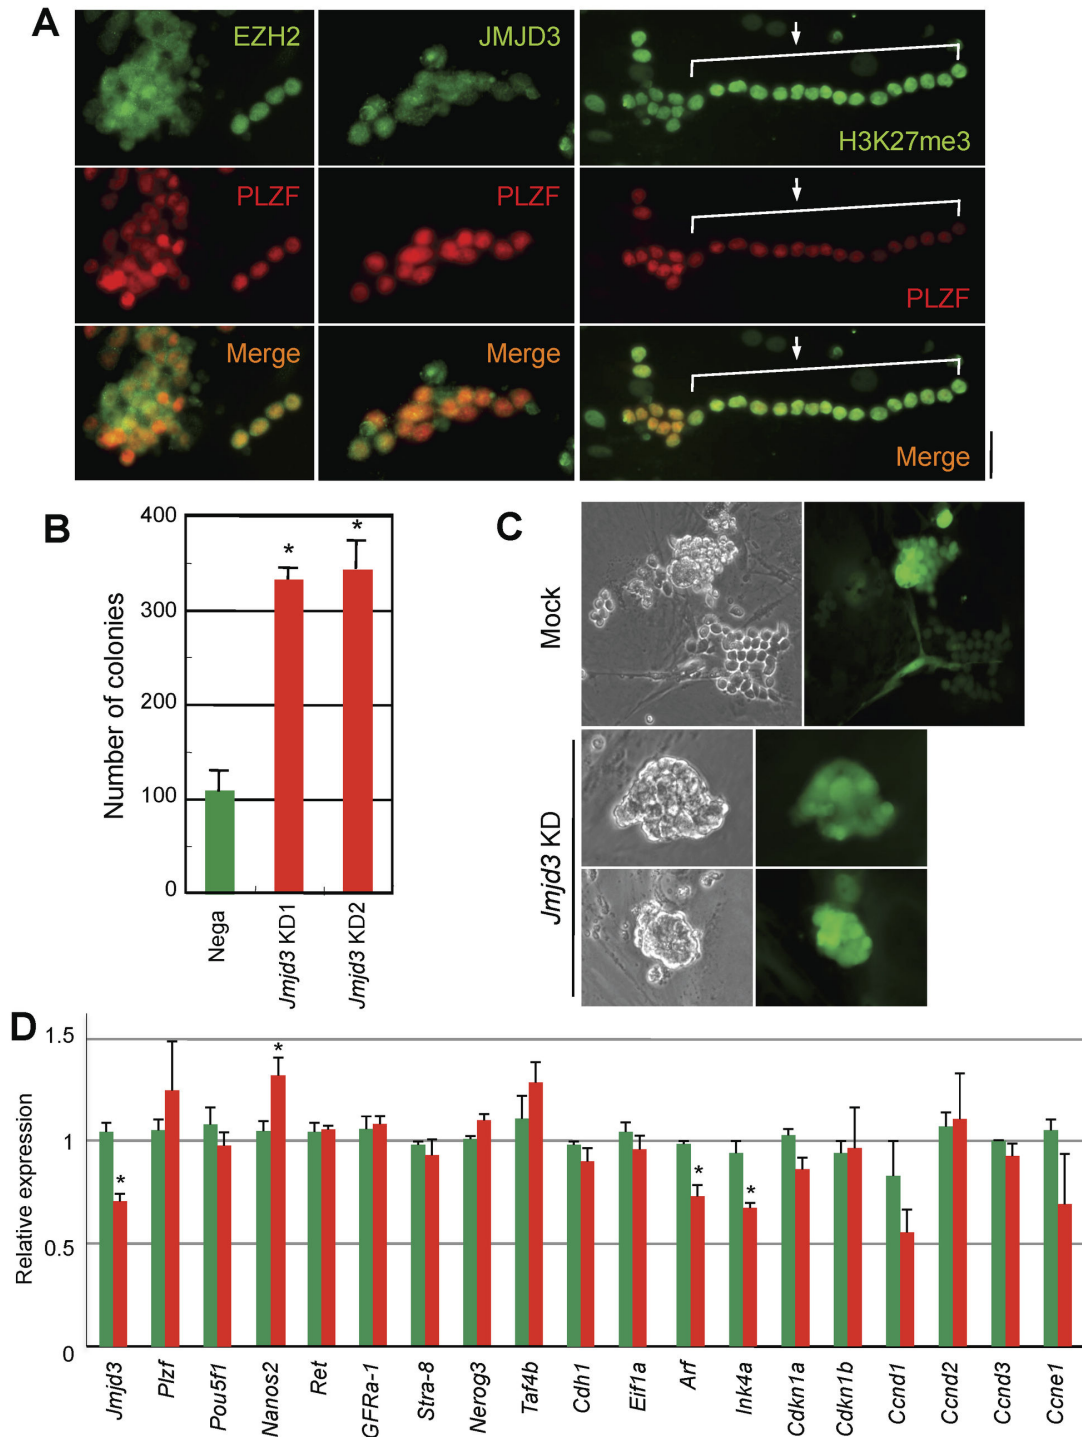 A
EZH2
JMJD3
H3K27me3
PLZF
PLZF
PLZF
Merge
Merge
Merge
B
Number of colonies
400
300
200
100
0
*
*
Nega
Jmjd3 KD1
Jmjd3 KD2
C
Mock
Jmjd3 KD
D
Relative expression
1.5
1
0.5
0
*
*
*
*
Jmjd3
Plzf
Pou5f1
Nanos2
Ret
GFRa-1
Stra-8
Nerog3
Taf4b
Cdh1
Eif1a
Arf
Ink4a
Cdkn1a
Cdkn1b
Ccnd1
Ccnd2
Ccnd3
Ccne1